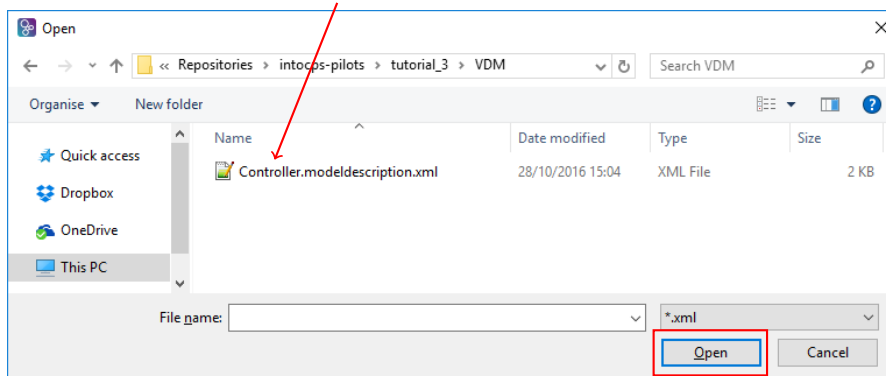 Open
« Repositories > intocps-pilots > tutorial_3 > VDM
Search VDM
Organise
New folder
Name
Date modified
Type
Size
Quick access
Controller.modeldescription.xml
28/10/2016 15:04
XML File
2 KB
Dropbox
OneDrive
This PC
File name:
*.xml
Open
Cancel